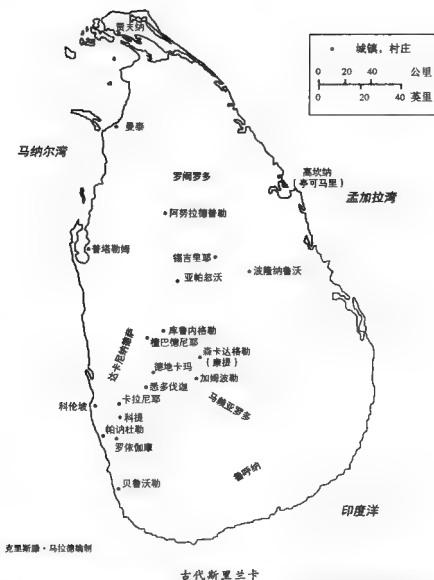 贾夫纳
城镇，村庄
0 20 40 公里
0 20 40 英里
曼泰
马纳尔湾
罗阇罗多
高坎纳
（亭可马里）
孟加拉湾
阿努拉德普勒
普塔勒姆
锡吉里耶
波隆纳鲁沃
亚帕忽沃
达卡尼纳德萨
库鲁内格勒
檀巴德尼耶
森卡达格勒
（康提）
德地卡玛
加姆波勒
悉多伐迦
马赖亚罗多
科伦坡
卡拉尼耶
科提
帕讷杜勒
罗依伽摩
鲁呼纳
贝鲁沃勒
印度洋
克里斯滕·马拉德编制
古代斯里兰卡